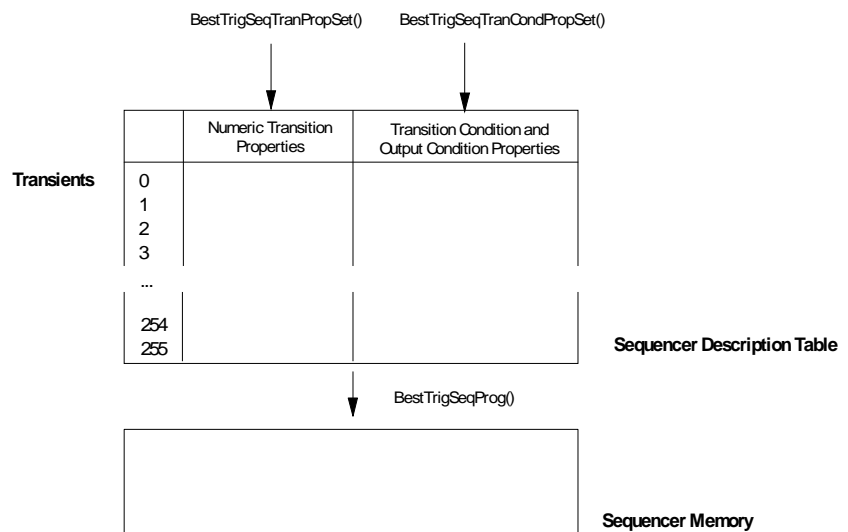 BestTrigSeqTranPropSet() BestTrigSeqTranCondPropSet()
Numeric Transition
Properties
Transition Condition and
Output Condition Properties
Transients
0
1
2
3
...
254
255
Sequencer Description Table
BestTrigSeqProg()
Sequencer Memory